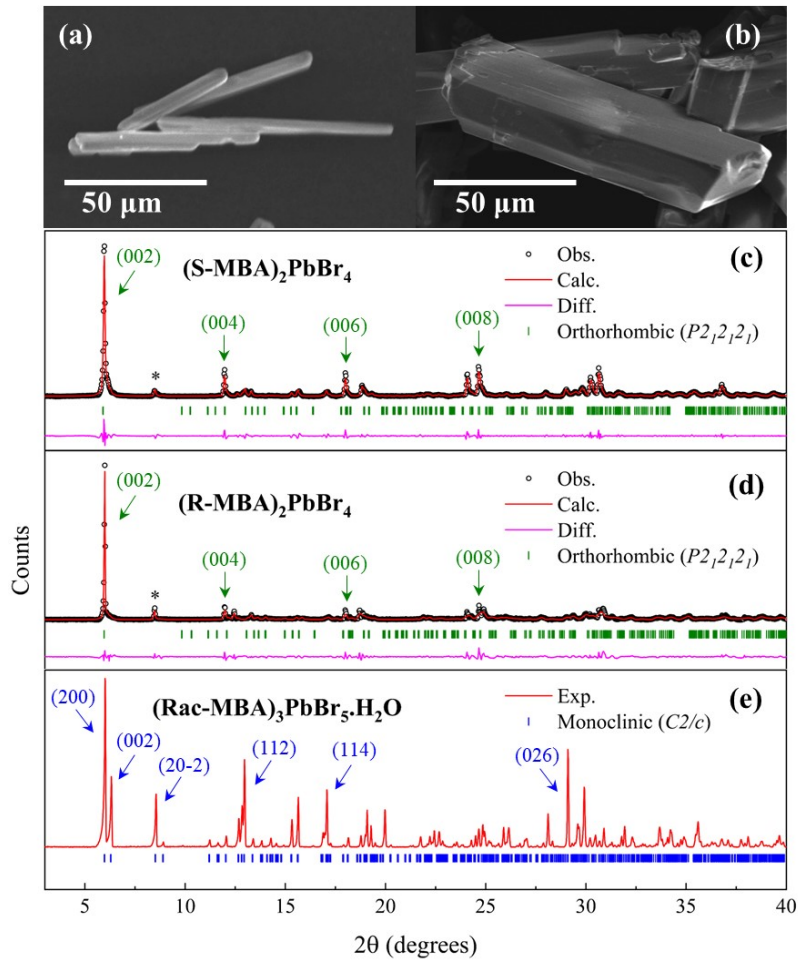 (a)
(b)
50 µm
50 µm
(c)
(S-MBA)2PbBr4
(002)
(004)
(006)
(008)
*
Obs.
Calc.
Diff.
Orthorhombic (P212121)
(d)
(R-MBA)2PbBr4
(002)
(004)
(006)
(008)
*
Obs.
Calc.
Diff.
Orthorhombic (P212121)
(e)
(Rac-MBA)3PbBr5.H2O
(200)
(002)
(20-2)
(112)
(114)
(026)
Exp.
Monoclinic (C2/c)
Counts
5 10 15 20 25 30 35 40
2θ (degrees)